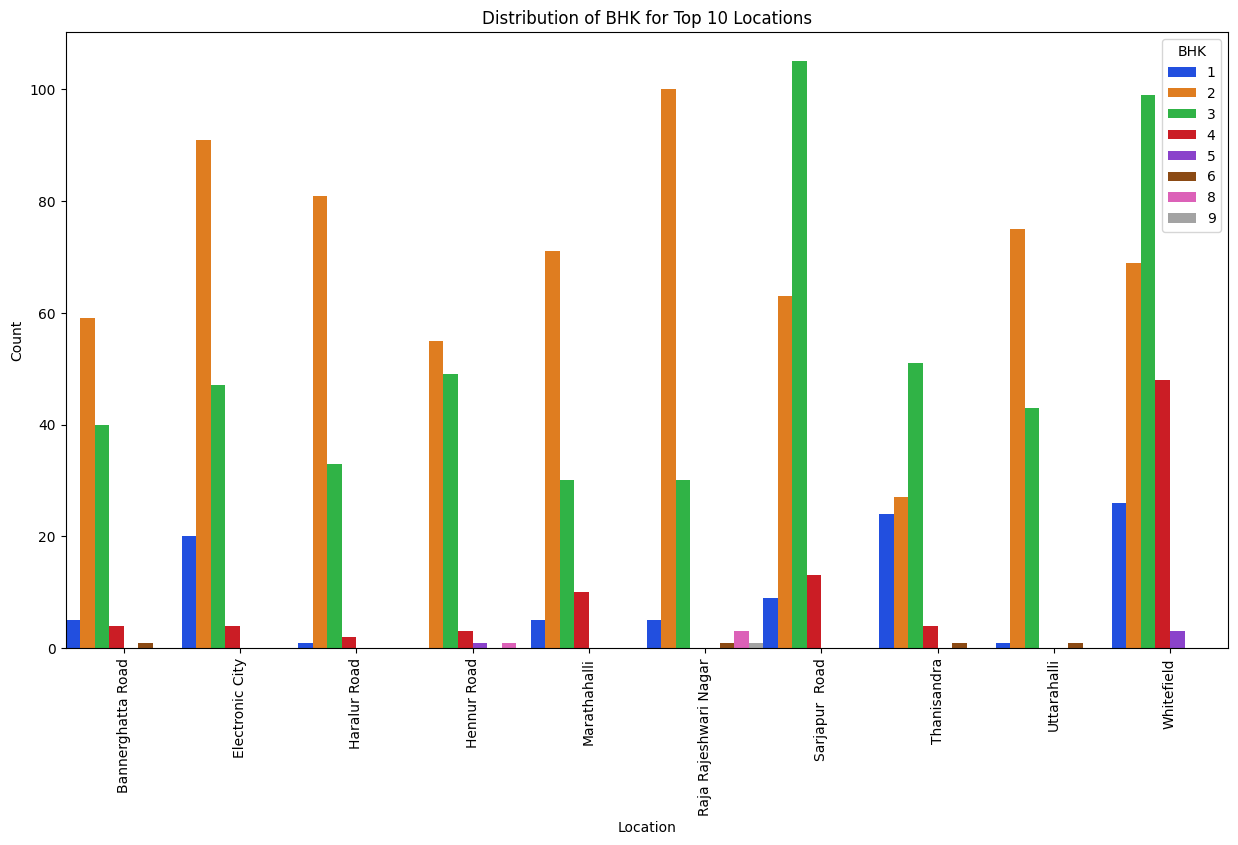 Distribution of BHK for Top 10 Locations
BHK
1
2
3
4
5
6
8
9
Count
100
80
60
40
20
0
Bannerghatta Road
Electronic City
Haralur Road
Hennur Road
Marathahalli
Raja Rajeshwari Nagar
Sarjapur  Road
Thanisandra
Uttarahalli
Whitefield
Location